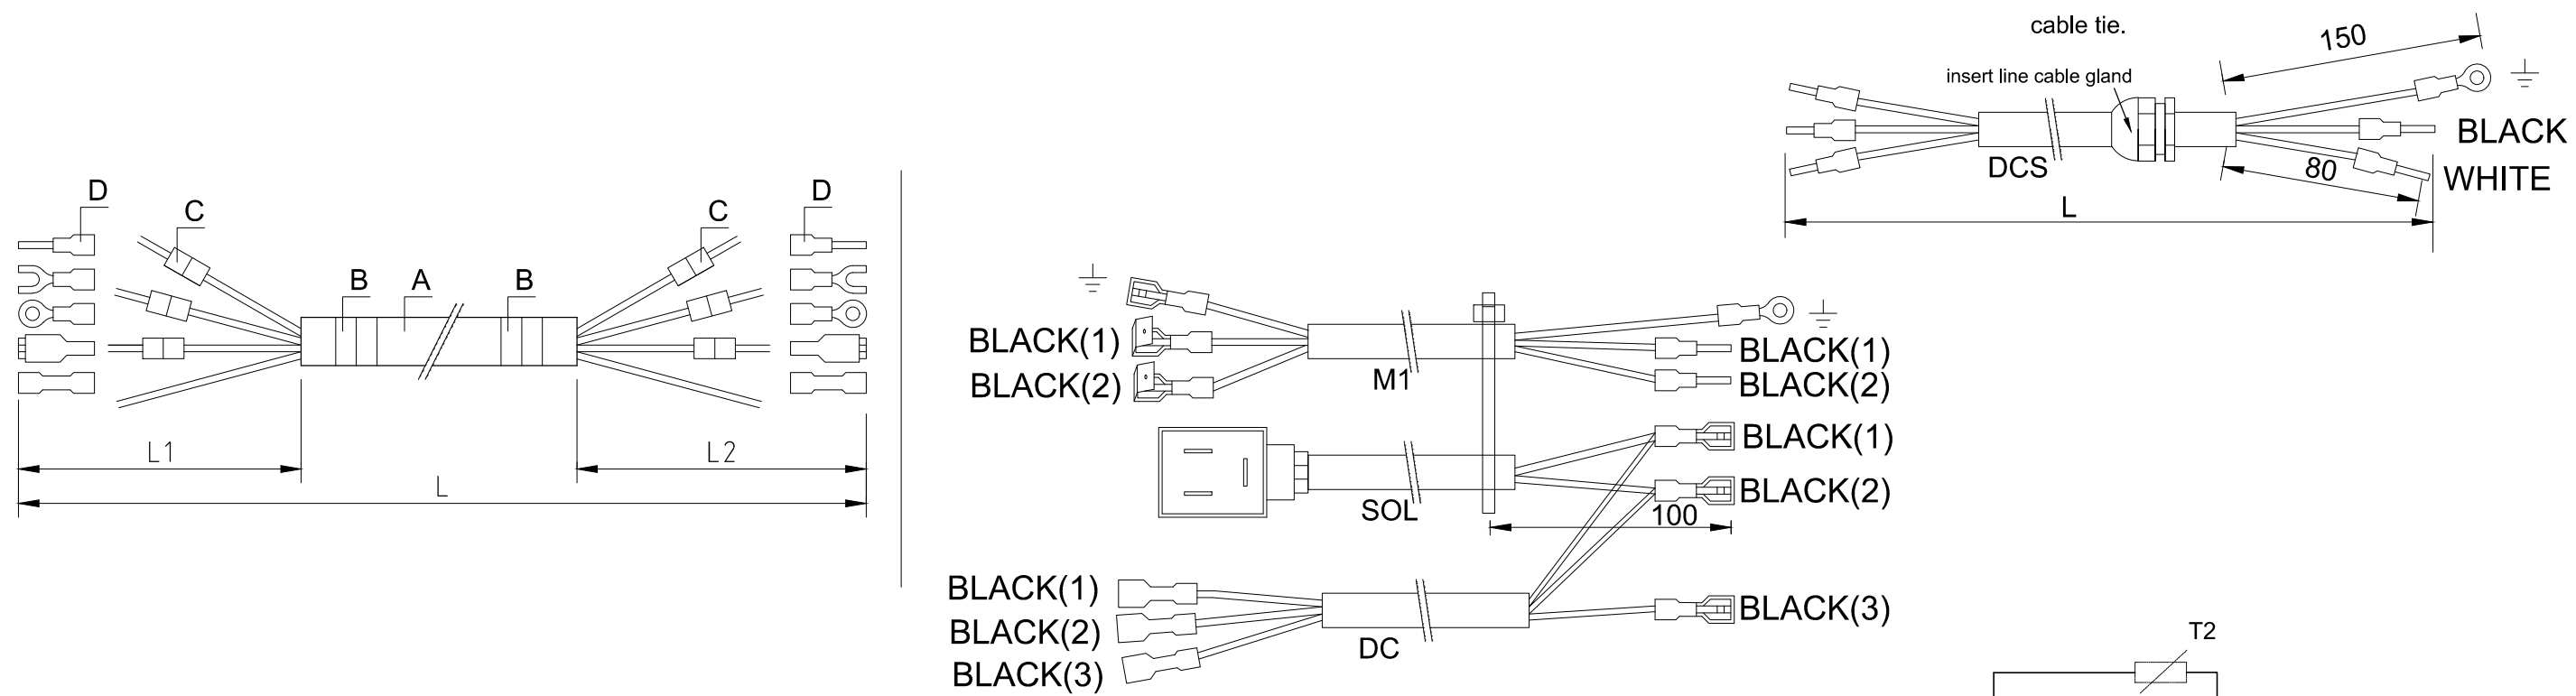 D
C
C
D
B
A
B
L1
L2
L
cable tie.
150
insert line cable gland
BLACK
DCS
80
WHITE
L
BLACK(1)
BLACK(2)
M1
BLACK(1)
BLACK(2)
BLACK(1)
BLACK(2)
SOL
100
BLACK(1)
BLACK(2)
BLACK(3)
DC
BLACK(3)
T2